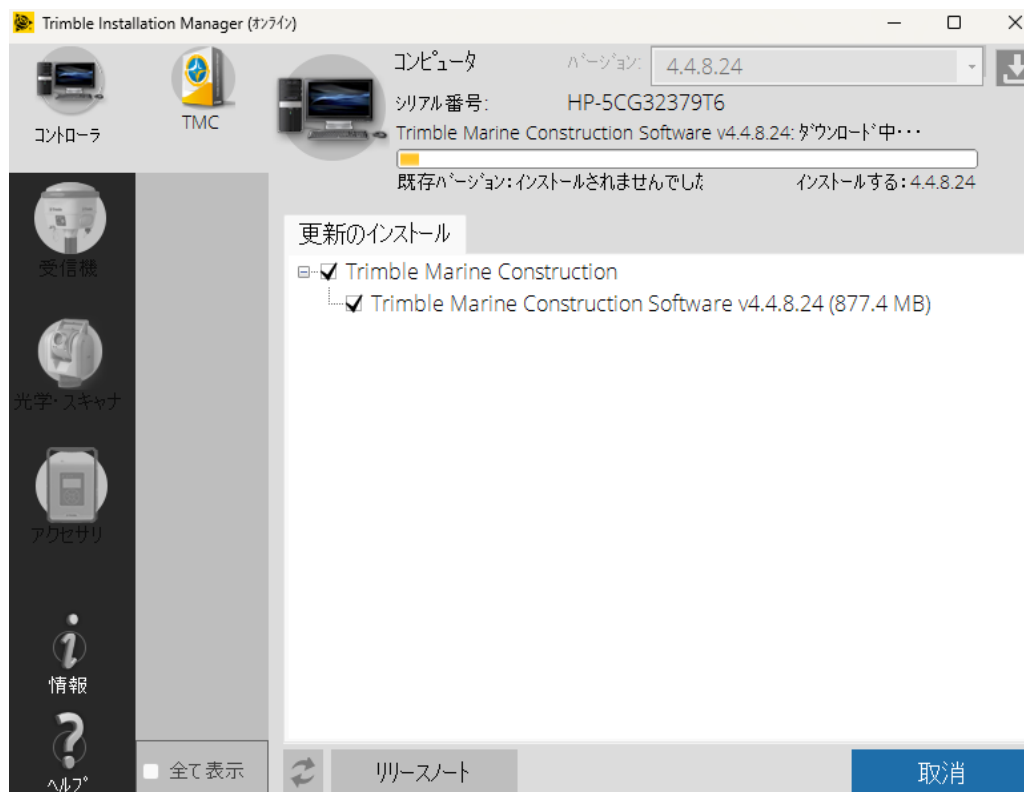 Trimble Installation Manager (ｵﾝﾗｲﾝ)
コントローラ
TMC
コンピュータ
バージョン:
4.4.8.24
シリアル番号:
HP-5CG32379T6
Trimble Marine Construction Software v4.4.8.24: ダウンロード中・・・
既存バージョン:インストールされませんでした
インストールする: 4.4.8.24
受信機
光学・スキャナ
アクセサリ
情報
ヘルプ
更新のインストール
Trimble Marine Construction
Trimble Marine Construction Software v4.4.8.24 (877.4 MB)
全て表示
リリースノート
取消